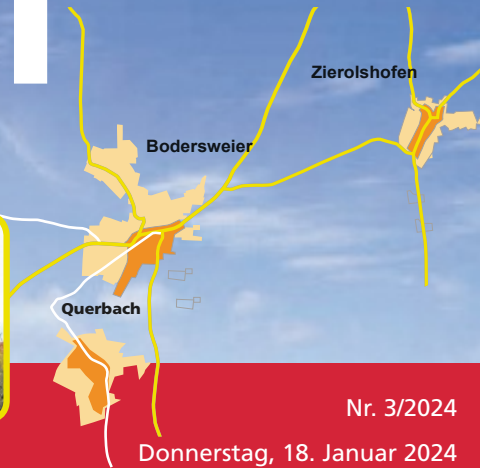 Zierolshofen
Bodersweier
Querbach
Nr. 3/2024
Donnerstag, 18. Januar 2024